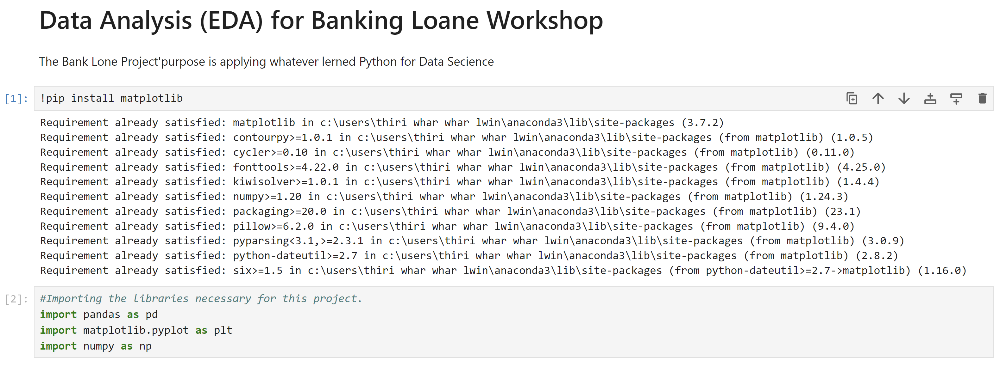 Data Analysis (EDA) for Banking Loane Workshop
The Bank Lone Project'purpose is applying whatever lerned Python for Data Secience
[1]: !pip install matplotlib
Requirement already satisfied: matplotlib in c:\users\thiri whar whar lwin\anaconda3\lib\site-packages (3.7.2)
Requirement already satisfied: contourpy>=1.0.1 in c:\users\thiri whar whar lwin\anaconda3\lib\site-packages (from matplotlib) (1.0.5)
Requirement already satisfied: cycler>=0.10 in c:\users\thiri whar whar lwin\anaconda3\lib\site-packages (from matplotlib) (0.11.0)
Requirement already satisfied: fonttools>=4.22.0 in c:\users\thiri whar whar lwin\anaconda3\lib\site-packages (from matplotlib) (4.25.0)
Requirement already satisfied: kiwisolver>=1.0.1 in c:\users\thiri whar whar lwin\anaconda3\lib\site-packages (from matplotlib) (1.4.4)
Requirement already satisfied: numpy>=1.20 in c:\users\thiri whar whar lwin\anaconda3\lib\site-packages (from matplotlib) (1.24.3)
Requirement already satisfied: packaging>=20.0 in c:\users\thiri whar whar lwin\anaconda3\lib\site-packages (from matplotlib) (23.1)
Requirement already satisfied: pillow>=6.2.0 in c:\users\thiri whar whar lwin\anaconda3\lib\site-packages (from matplotlib) (9.4.0)
Requirement already satisfied: pyparsing<3.1,>=2.3.1 in c:\users\thiri whar whar lwin\anaconda3\lib\site-packages (from matplotlib) (3.0.9)
Requirement already satisfied: python-dateutil>=2.7 in c:\users\thiri whar whar lwin\anaconda3\lib\site-packages (from matplotlib) (2.8.2)
Requirement already satisfied: six>=1.5 in c:\users\thiri whar whar lwin\anaconda3\lib\site-packages (from python-dateutil>=2.7->matplotlib) (1.16.0)
[2]: #Importing the libraries necessary for this project.
import pandas as pd
import matplotlib.pyplot as plt
import numpy as np